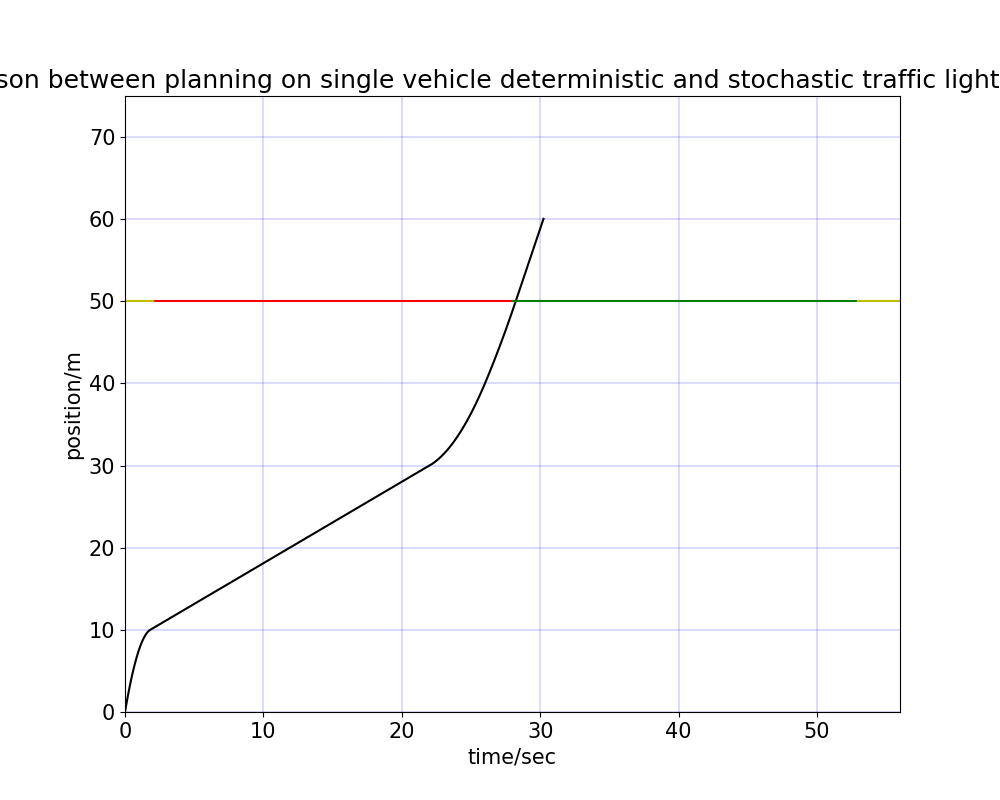 son between planning on single vehicle deterministic and stochastic traffic light
70
60
50
40
30
20
10
0
position/m
0 10 20 30 40 50
time/sec